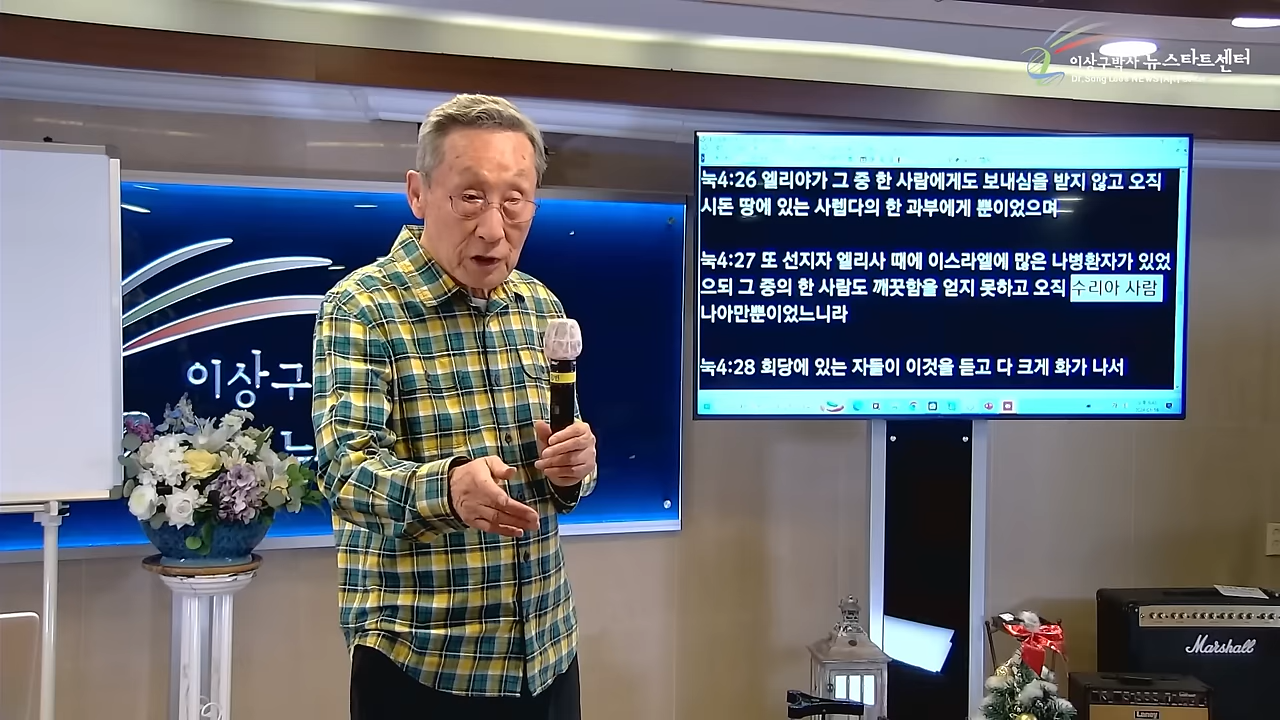 이상구박사 뉴스타트센터
눅4:26 엘리야가 그 중 한 사람에게도 보내심을 받지 않고 오직
시돈 땅에 있는 사렙다의 한 과부에게 뿐이었으며
눅4:27 또 선지자 엘리사 때에 이스라엘에 많은 나병환자가 있었
으되 그 중의 한 사람도 깨끗함을 얻지 못하고 오직 수리아 사람
나아만뿐이었느니라
눅4:28 회당에 있는 자들이 이것을 듣고 다 크게 화가 나서
이상구
Marshall
Laney